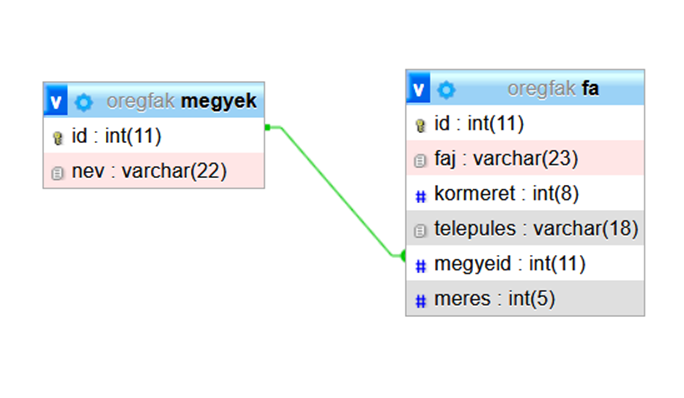 v oregfak megyek
id : int(11)
nev : varchar(22)
v oregfak fa
id : int(11)
faj : varchar(23)
# kormeret : int(8)
telepules : varchar(18)
# megyeid : int(11)
# meres : int(5)